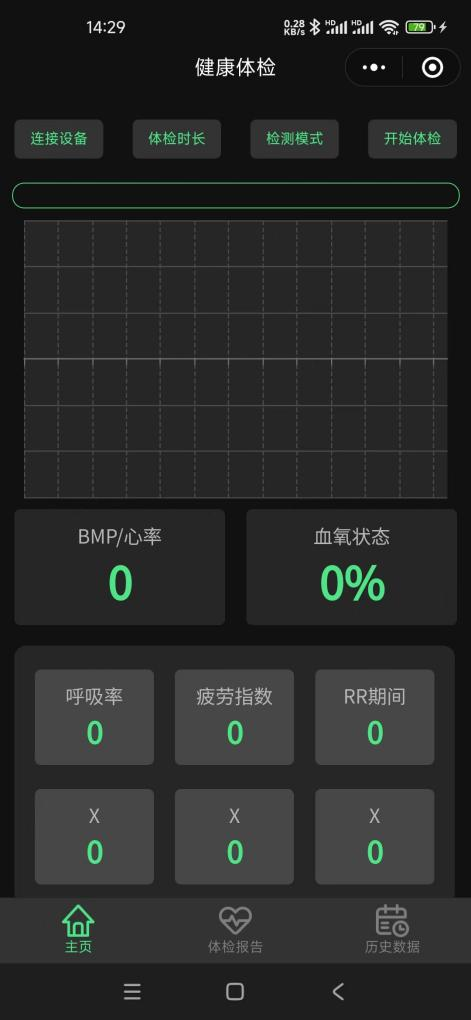 14:29
0.28
KB/s
HD
HD
79
健康体检
连接设备
体检时长
检测模式
开始体检
BMP/心率
血氧状态
0
0%
呼吸率
疲劳指数
RR期间
0
0
0
X
X
X
0
0
0
主页
体检报告
历史数据